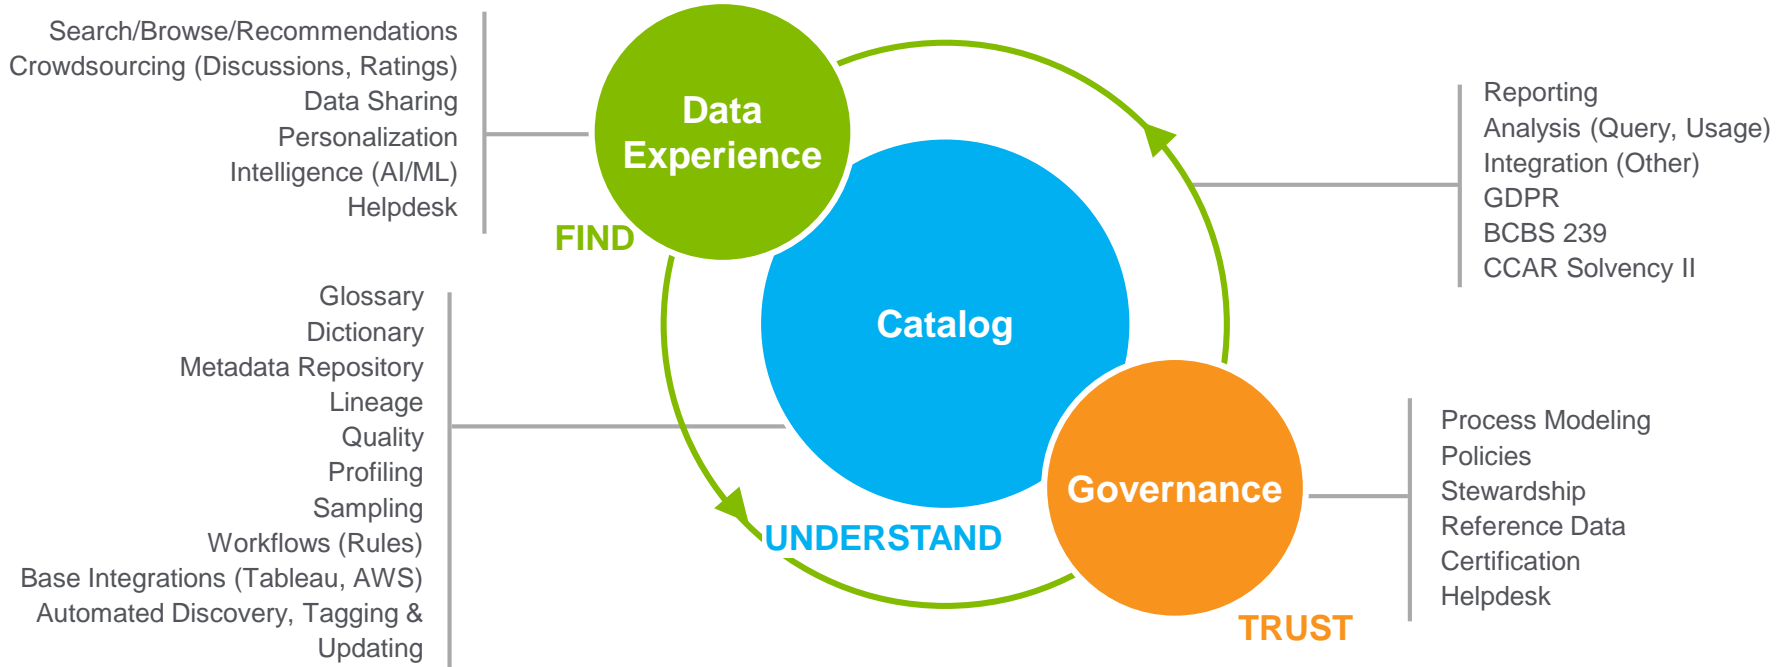 Search/Browse/Recommendations
Crowdsourcing (Discussions, Ratings)
Data Sharing
Personalization
Intelligence (AI/ML)
Helpdesk
Data
Experience
FIND
Reporting
Analysis (Query, Usage)
Integration (Other)
GDPR
BCBS 239
CCAR Solvency II
Glossary
Dictionary
Metadata Repository
Lineage
Quality
Profiling
Sampling
Workflows (Rules)
Base Integrations (Tableau, AWS)
Automated Discovery, Tagging &
Updating
Catalog
UNDERSTAND
Governance
TRUST
Process Modeling
Policies
Stewardship
Reference Data
Certification
Helpdesk